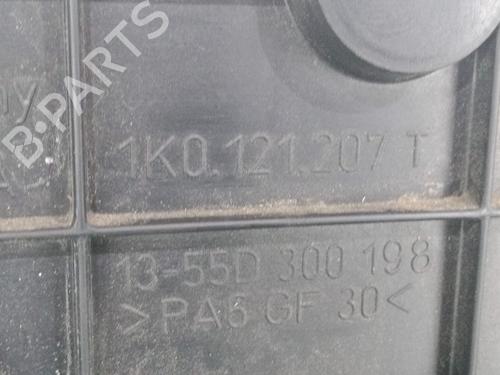 B-PARTS
1K0.121.207 T
13-55D 300 198
>PA6 GF 30<